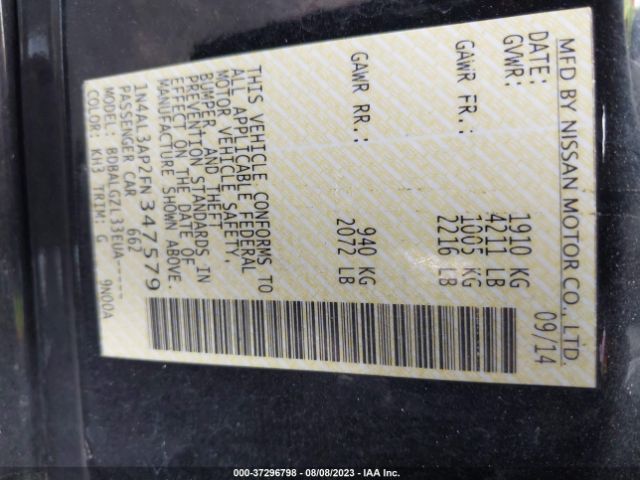 MFD BY NISSAN MOTOR CO., LTD.
DATE: 09/14
GVWR: 1910 KG
4211 LB
GAWR FR.: 1005 KG
2216 LB
GAWR RR.: 940 KG
2072 LB
THIS VEHICLE CONFORMS TO
ALL APPLICABLE FEDERAL
MOTOR VEHICLE SAFETY,
BUMPER, AND THEFT
PREVENTION STANDARDS IN
EFFECT ON THE DATE OF
MANUFACTURE SHOWN ABOVE.
1N4AL3AP2FN347579
PASSENGER CAR 662
MODEL: BDBALGZL33EUA-----
COLOR: KH3 TRIM: G 9N00A
000-37296798 - 08/08/2023 - IAA Inc.